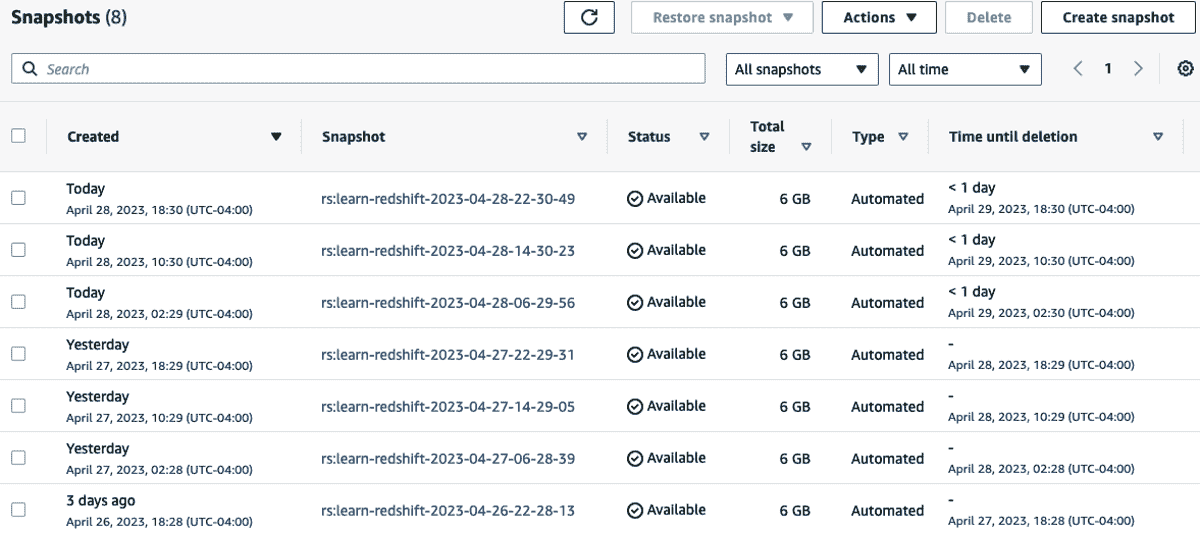 Snapshots (8)
Restore snapshot
Actions
Delete
Create snapshot
Search
All snapshots
All time
1
Created
Snapshot
Status
Total
size
Type
Time until deletion
Today
April 28, 2023, 18:30 (UTC-04:00)
rs:learn-redshift-2023-04-28-22-30-49
Available
6 GB
Automated
< 1 day
April 29, 2023, 18:30 (UTC-04:00)
Today
April 28, 2023, 10:30 (UTC-04:00)
rs:learn-redshift-2023-04-28-14-30-23
Available
6 GB
Automated
< 1 day
April 29, 2023, 10:30 (UTC-04:00)
Today
April 28, 2023, 02:29 (UTC-04:00)
rs:learn-redshift-2023-04-28-06-29-56
Available
6 GB
Automated
< 1 day
April 29, 2023, 02:30 (UTC-04:00)
Yesterday
April 27, 2023, 18:29 (UTC-04:00)
rs:learn-redshift-2023-04-27-22-29-31
Available
6 GB
Automated
-
April 28, 2023, 18:29 (UTC-04:00)
Yesterday
April 27, 2023, 10:29 (UTC-04:00)
rs:learn-redshift-2023-04-27-14-29-05
Available
6 GB
Automated
-
April 28, 2023, 10:29 (UTC-04:00)
Yesterday
April 27, 2023, 02:28 (UTC-04:00)
rs:learn-redshift-2023-04-27-06-28-39
Available
6 GB
Automated
-
April 28, 2023, 02:28 (UTC-04:00)
3 days ago
April 26, 2023, 18:28 (UTC-04:00)
rs:learn-redshift-2023-04-26-22-28-13
Available
6 GB
Automated
-
April 27, 2023, 18:28 (UTC-04:00)